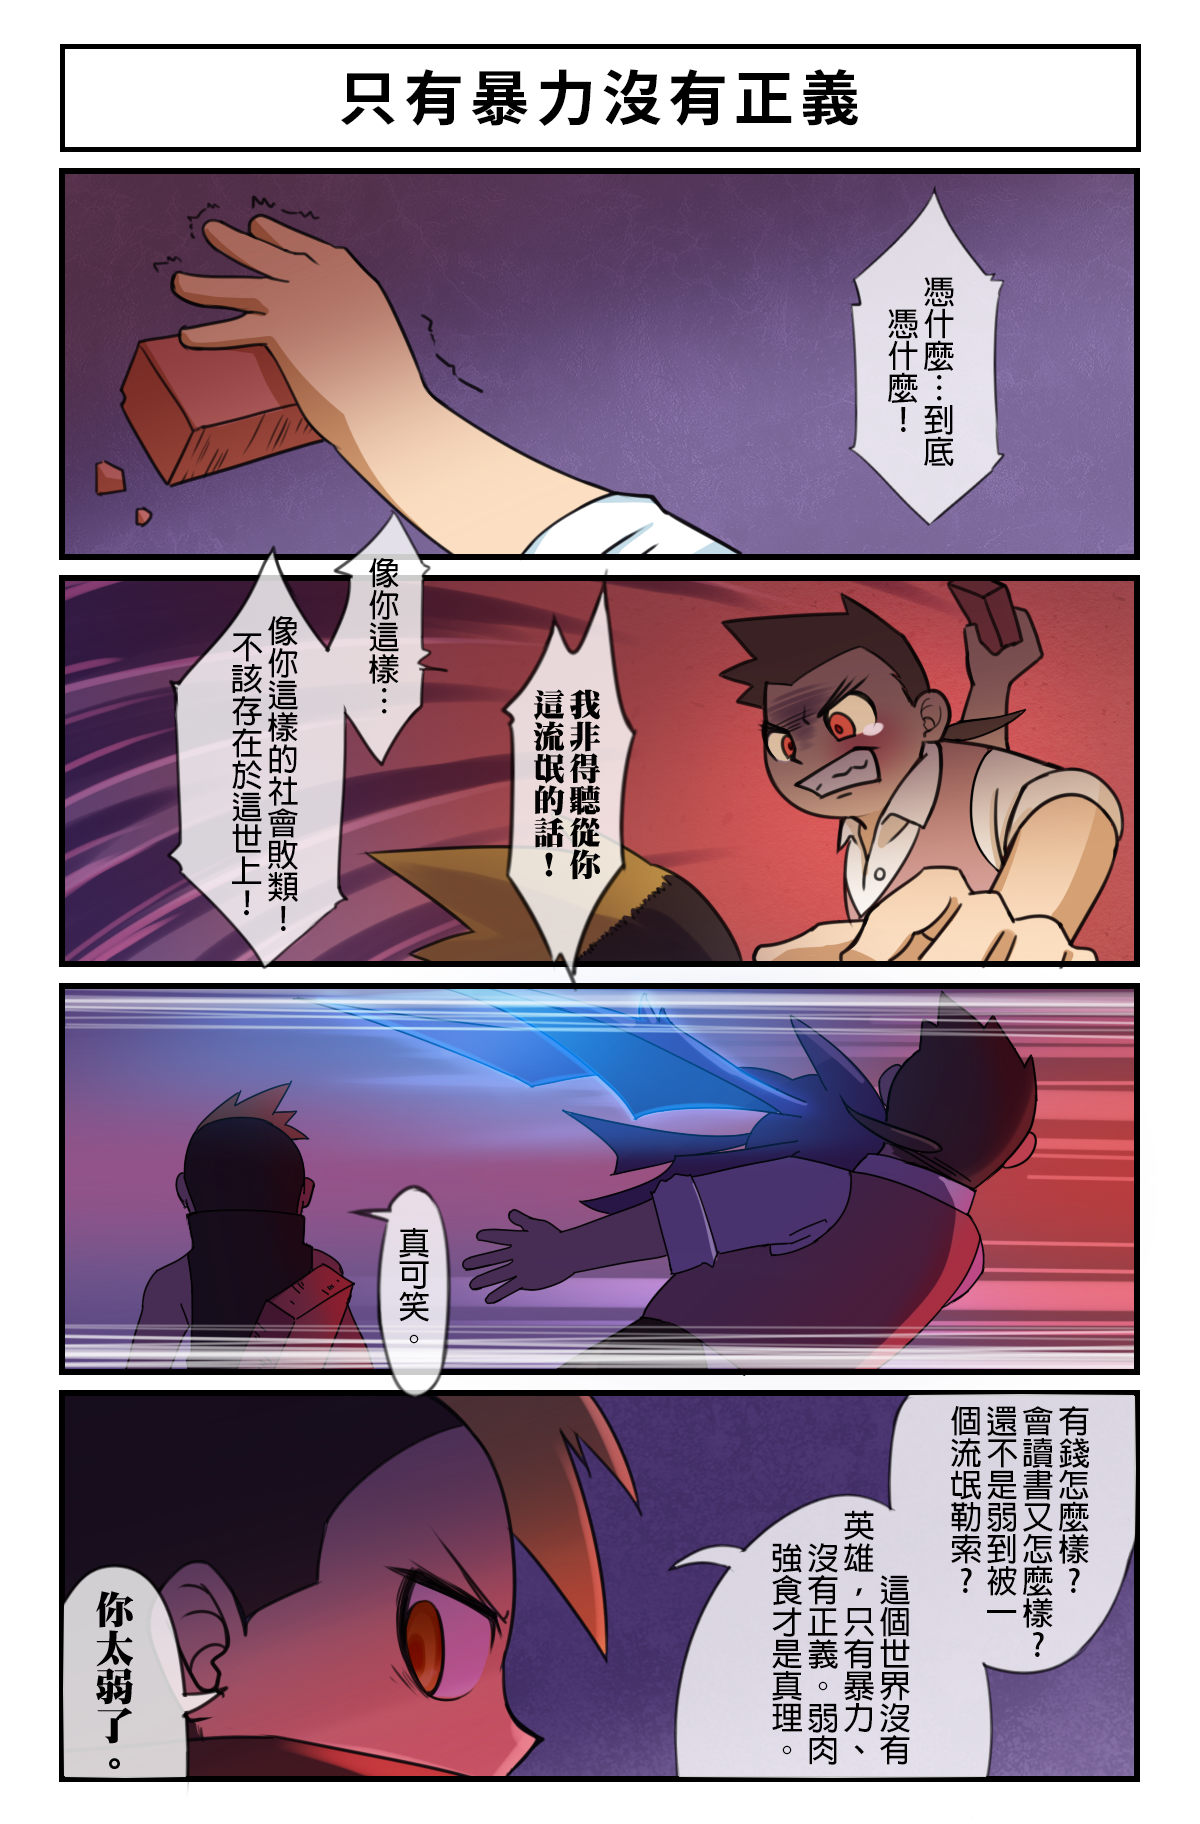 只有暴力沒有正義
憑什麼…到底
憑什麼！
我非得聽從你
這流氓的話！
像你這樣…
像你這樣的社會敗類！
不該存在於這世上！
真可笑。
有錢怎麼樣？
會讀書又怎麼樣？
還不是弱到被一
個流氓勒索？
這個世界沒有
英雄，只有暴力、
沒有正義。弱肉
強食才是真理。
你太弱了。